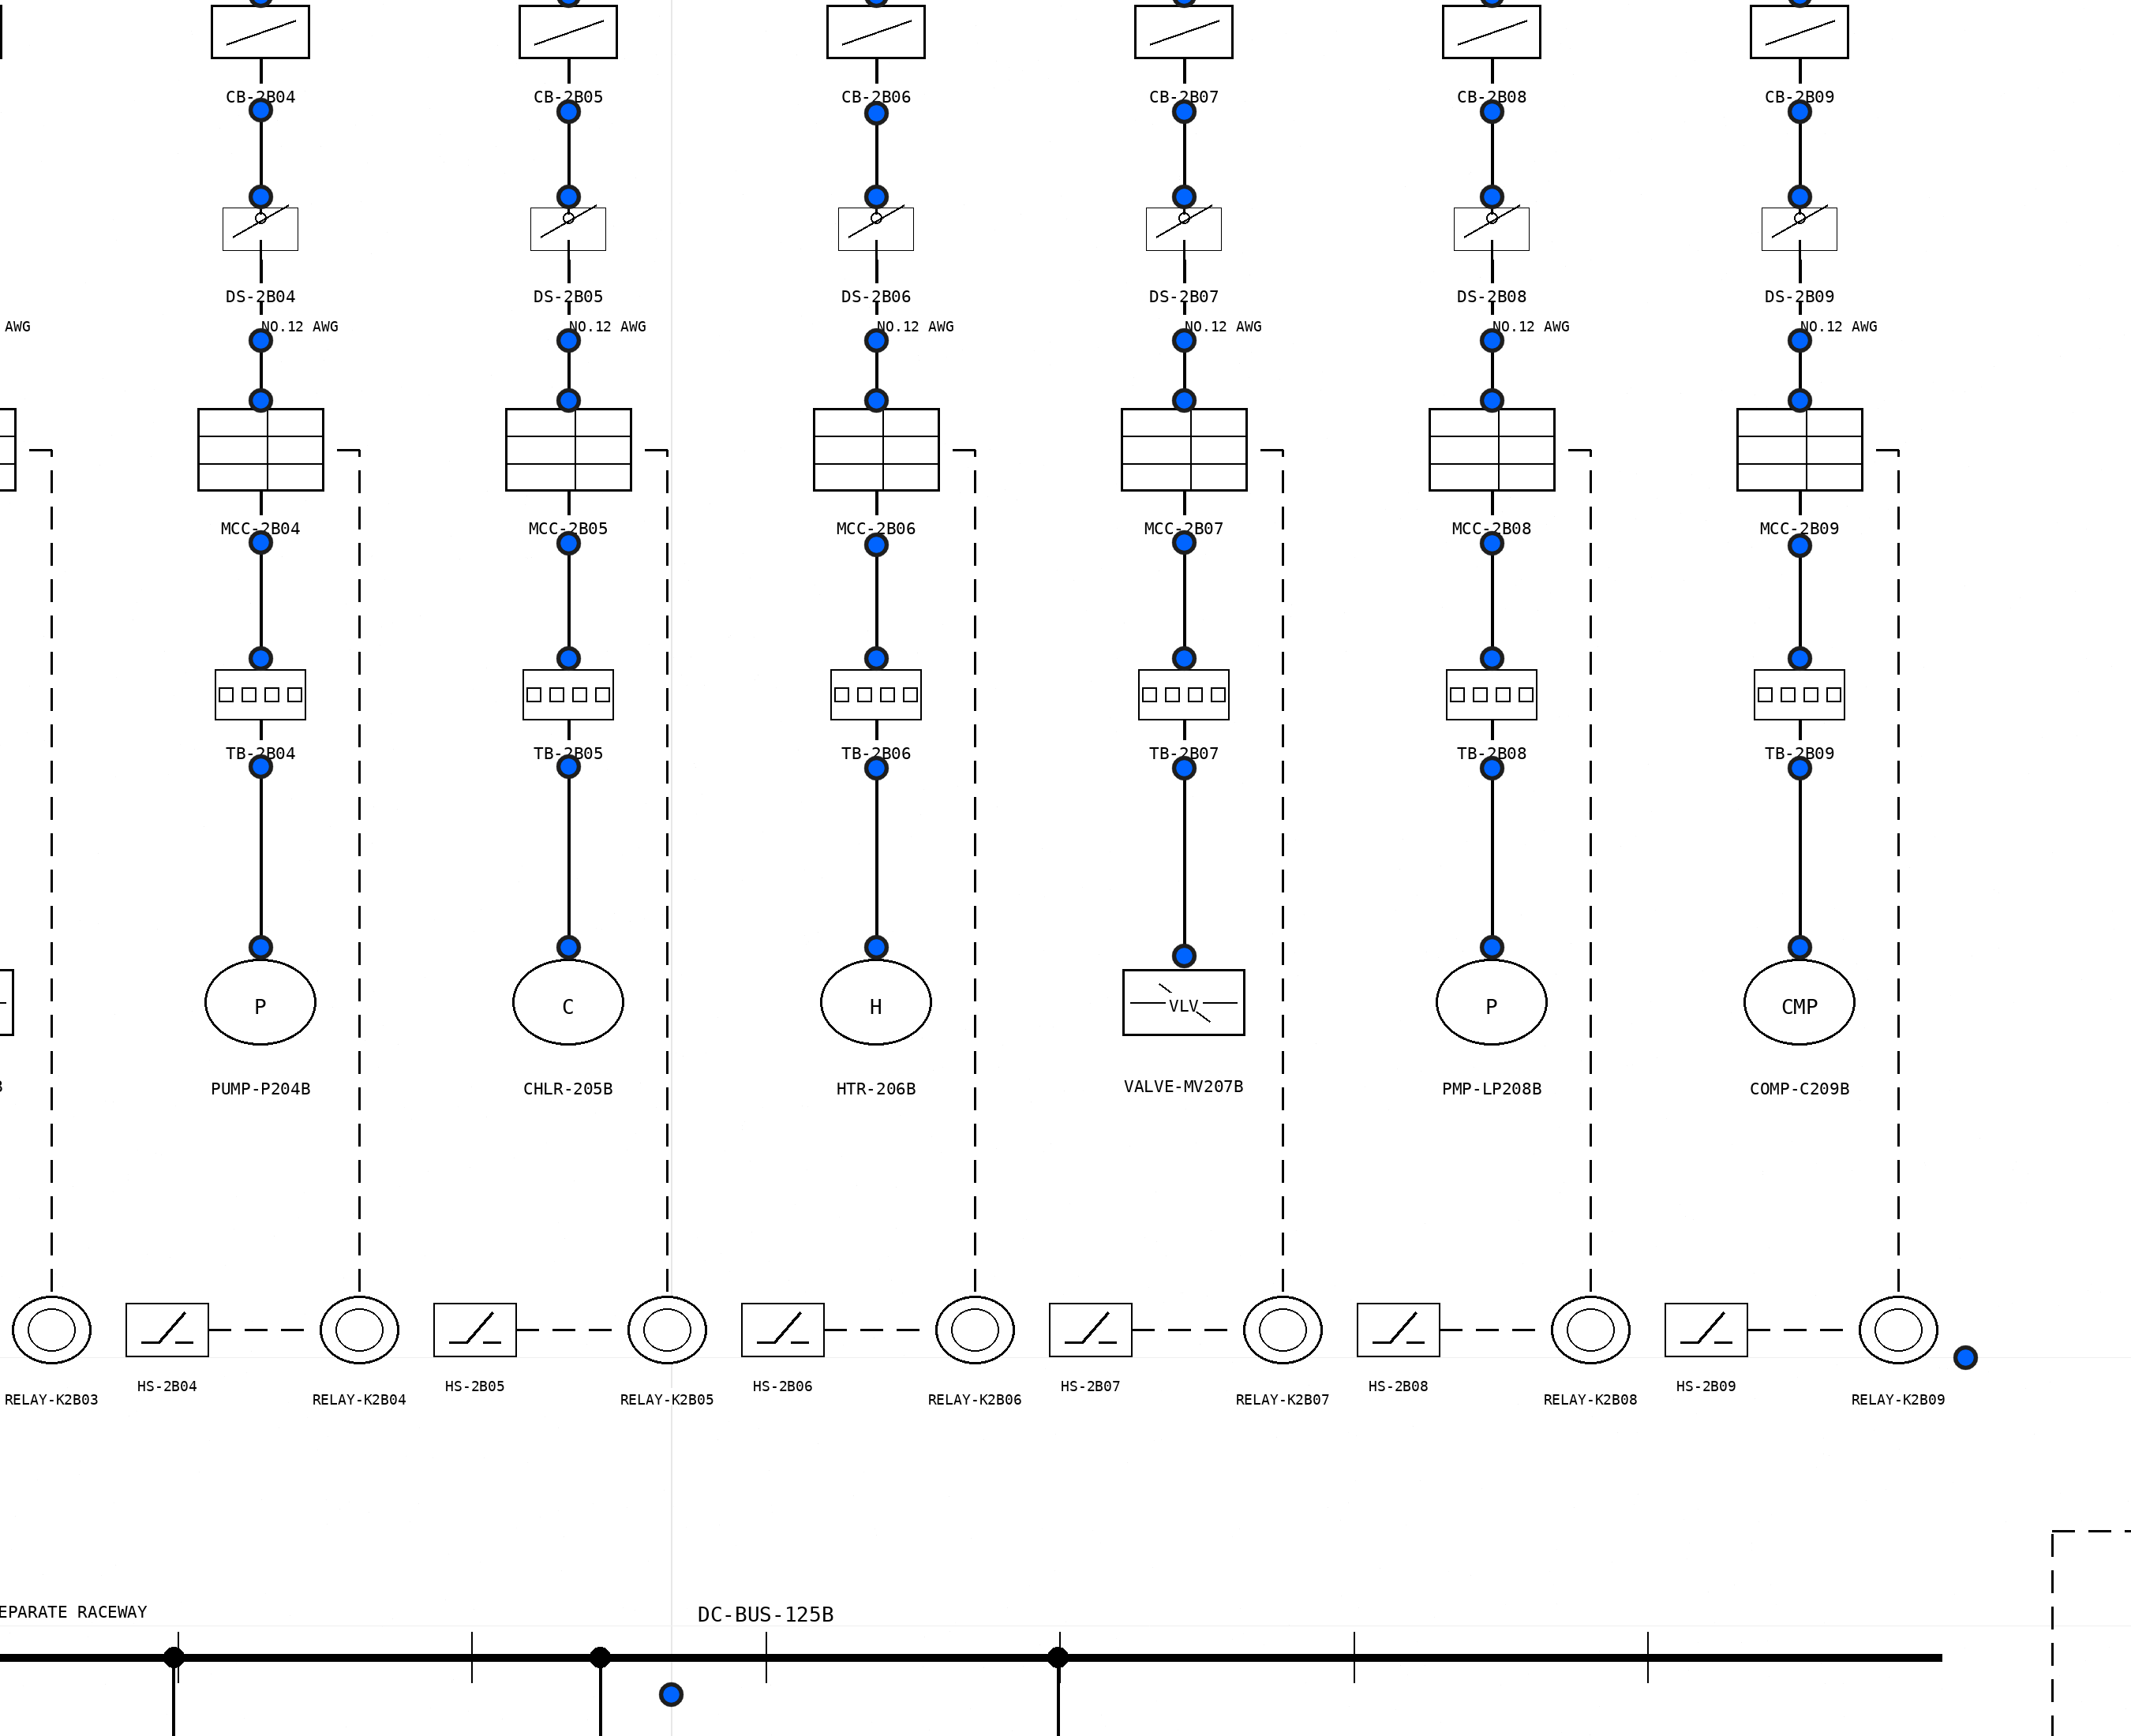 CB-2B04 CB-2B05 CB-2B06 CB-2B07 CB-2B08 CB-2B09
DS-2B04 DS-2B05 DS-2B06 DS-2B07 DS-2B08 DS-2B09
AWG NO.12 AWG NO.12 AWG NO.12 AWG NO.12 AWG NO.12 AWG NO.12 AWG
MCC-2B04 MCC-2B05 MCC-2B06 MCC-2B07 MCC-2B08 MCC-2B09
TB-2B04 TB-2B05 TB-2B06 TB-2B07 TB-2B08 TB-2B09
P C H VLV P CMP
PUMP-P204B CHLR-205B HTR-206B VALVE-MV207B PMP-LP208B COMP-C209B
HS-2B04 HS-2B05 HS-2B06 HS-2B07 HS-2B08 HS-2B09
RELAY-K2B03 RELAY-K2B04 RELAY-K2B05 RELAY-K2B06 RELAY-K2B07 RELAY-K2B08 RELAY-K2B09
EPARATE RACEWAY DC-BUS-125B